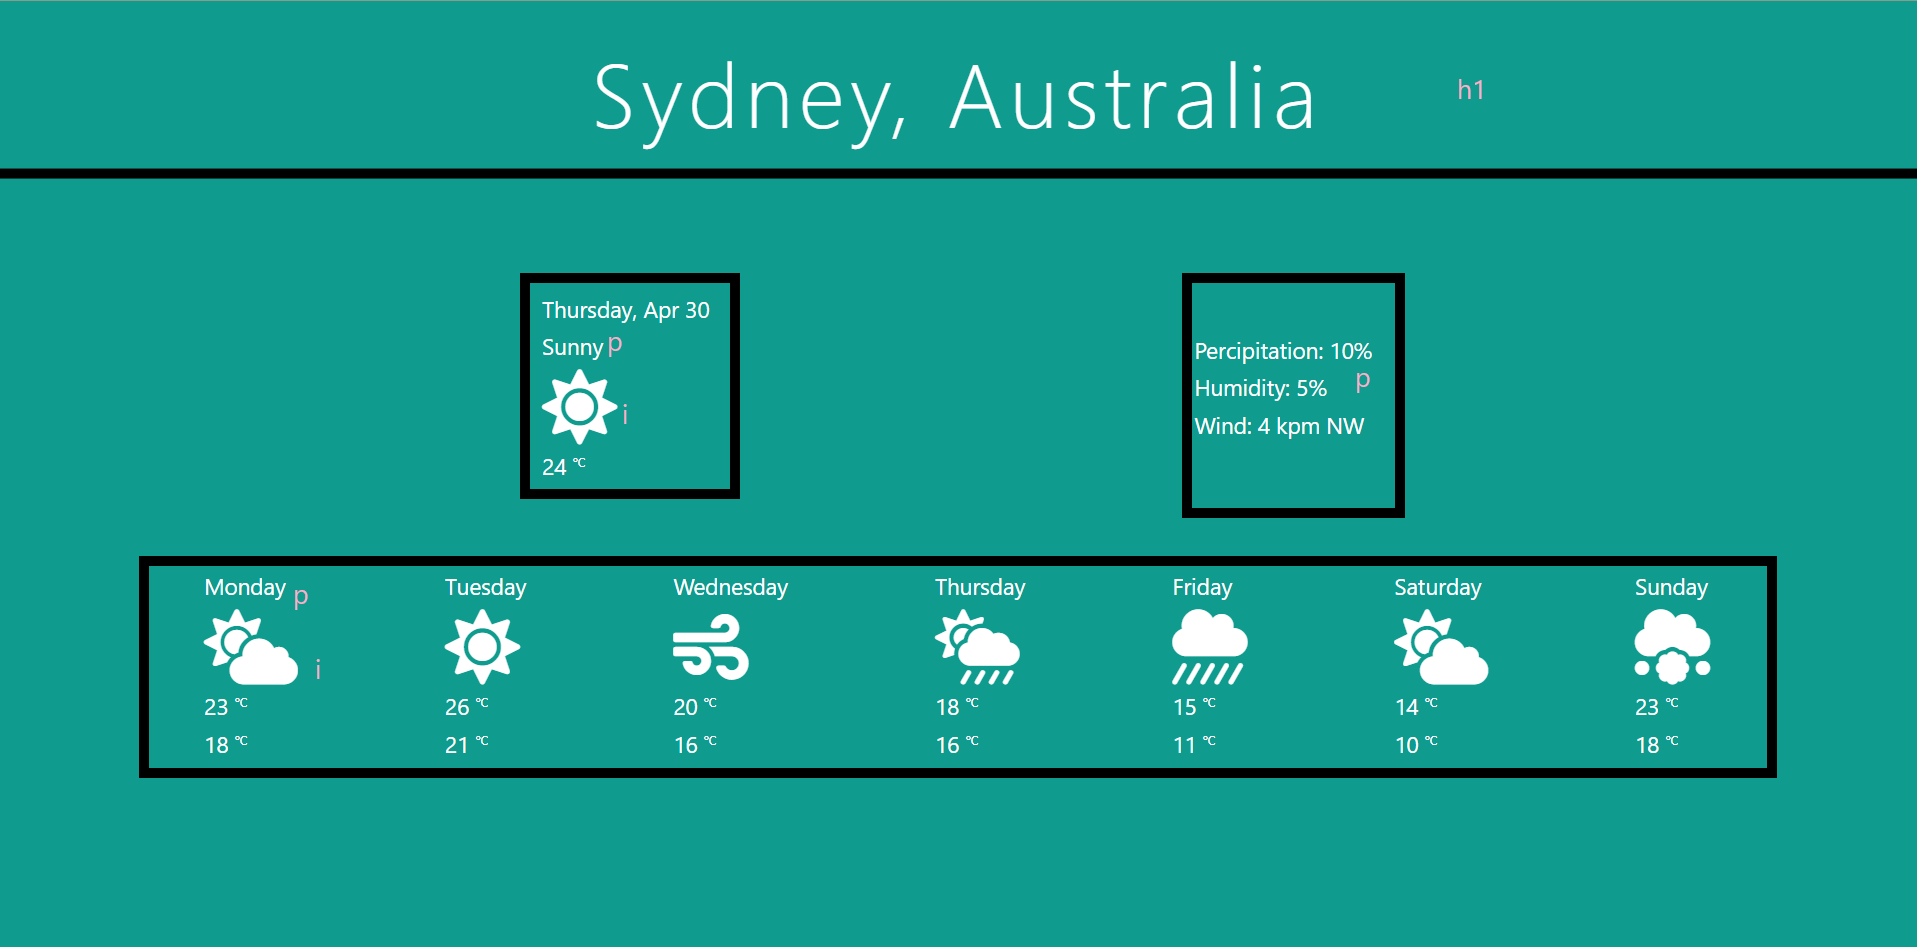 Sydney, Australia h1
Thursday, Apr 30
Sunny p
i
24 °C
Percipitation: 10%
Humidity: 5% p
Wind: 4 kpm NW
Monday p Tuesday Wednesday Thursday Friday Saturday Sunday
i
23 °C 26 °C 20 °C 18 °C 15 °C 14 °C 23 °C
18 °C 21 °C 16 °C 16 °C 11 °C 10 °C 18 °C